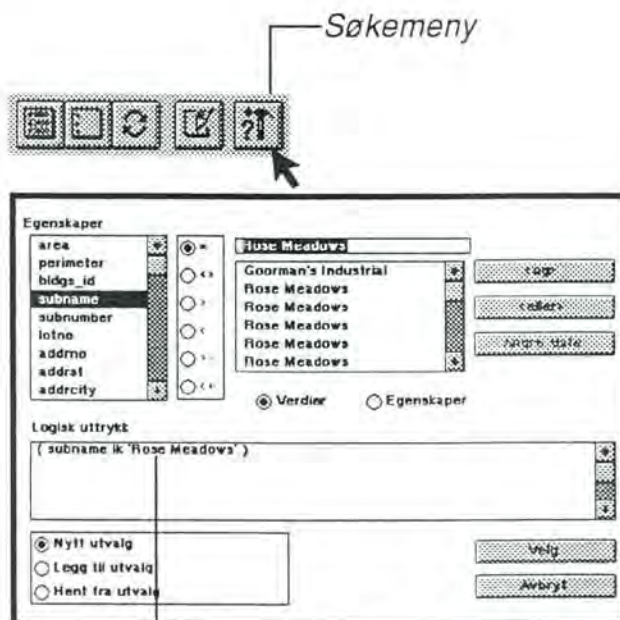 Søkemeny
Egenskaper
area
perimeter
bldgs_id
subname
subnumber
lotno
addrno
addrst
addrcity
=
<>
>
<
Rose Meadows
Goorman's Industrial
Rose Meadows
Rose Meadows
Rose Meadows
Rose Meadows
Rose Meadows
<eller>
Verdier
Egenskaper
Logisk uttrykk
( subname lk 'Rose Meadows' )
Nytt utvalg
Legg til utvalg
Hent fra utvalg
Velg
Avbryt